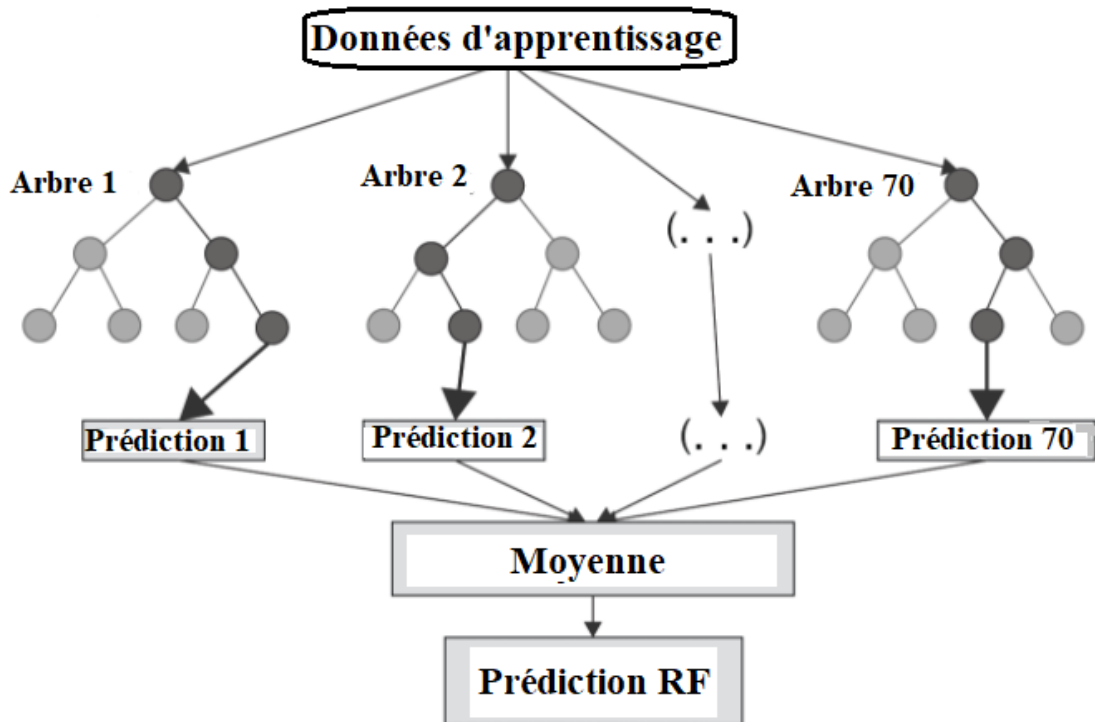 Données d'apprentissage
Arbre 1
Arbre 2
(. . .)
Arbre 70
Prédiction 1
Prédiction 2
(. . .)
Prédiction 70
Moyenne
Prédiction RF